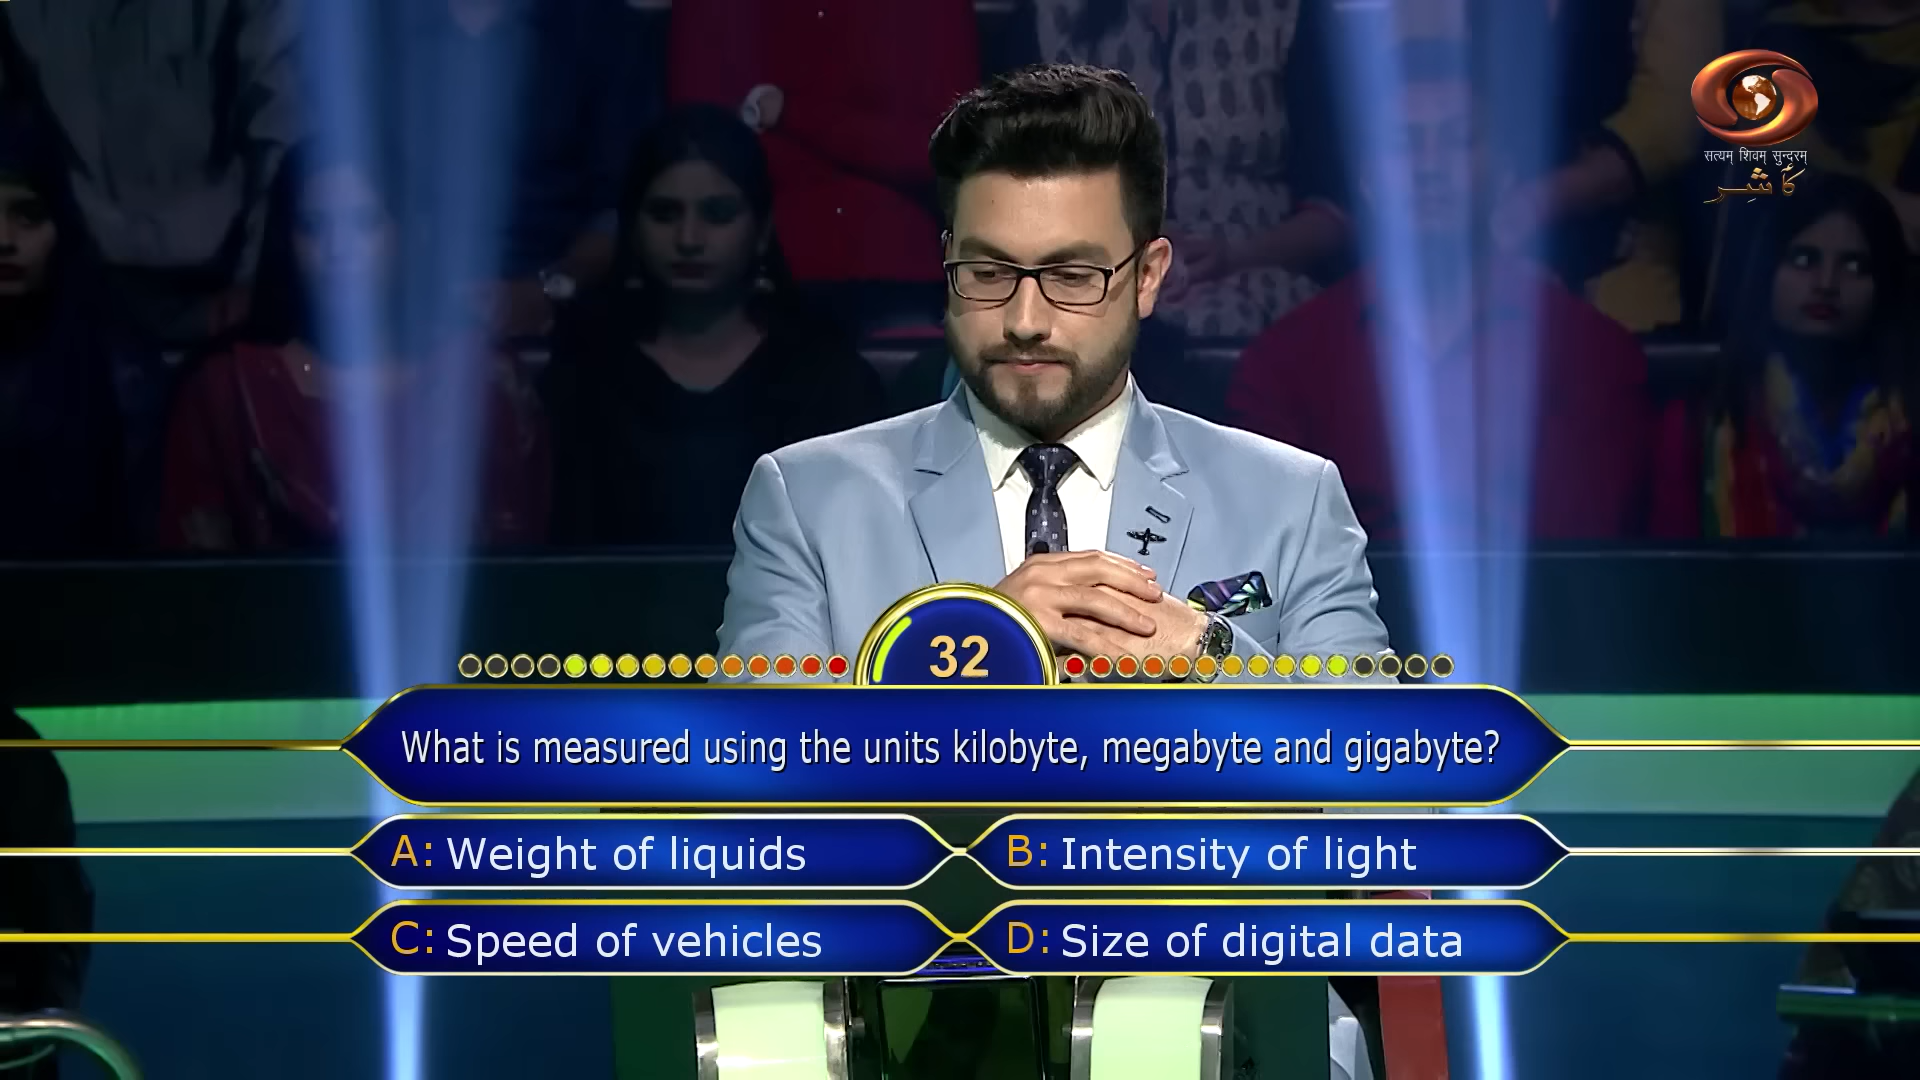 सत्यम् शिवम् सुन्दरम्
کأشِر
32
What is measured using the units kilobyte, megabyte and gigabyte?
A: Weight of liquids
B: Intensity of light
C: Speed of vehicles
D: Size of digital data